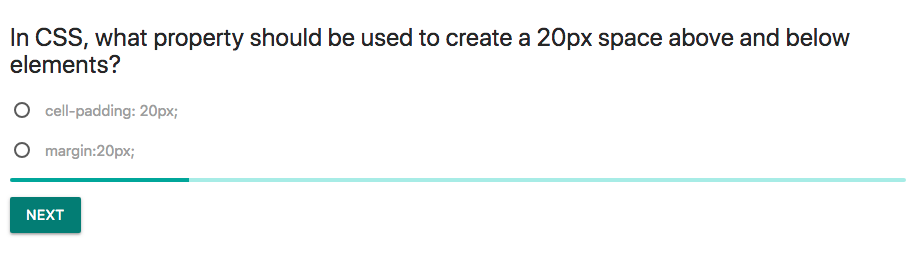 In CSS, what property should be used to create a 20px space above and below
elements?
cell-padding: 20px;
margin:20px;
NEXT